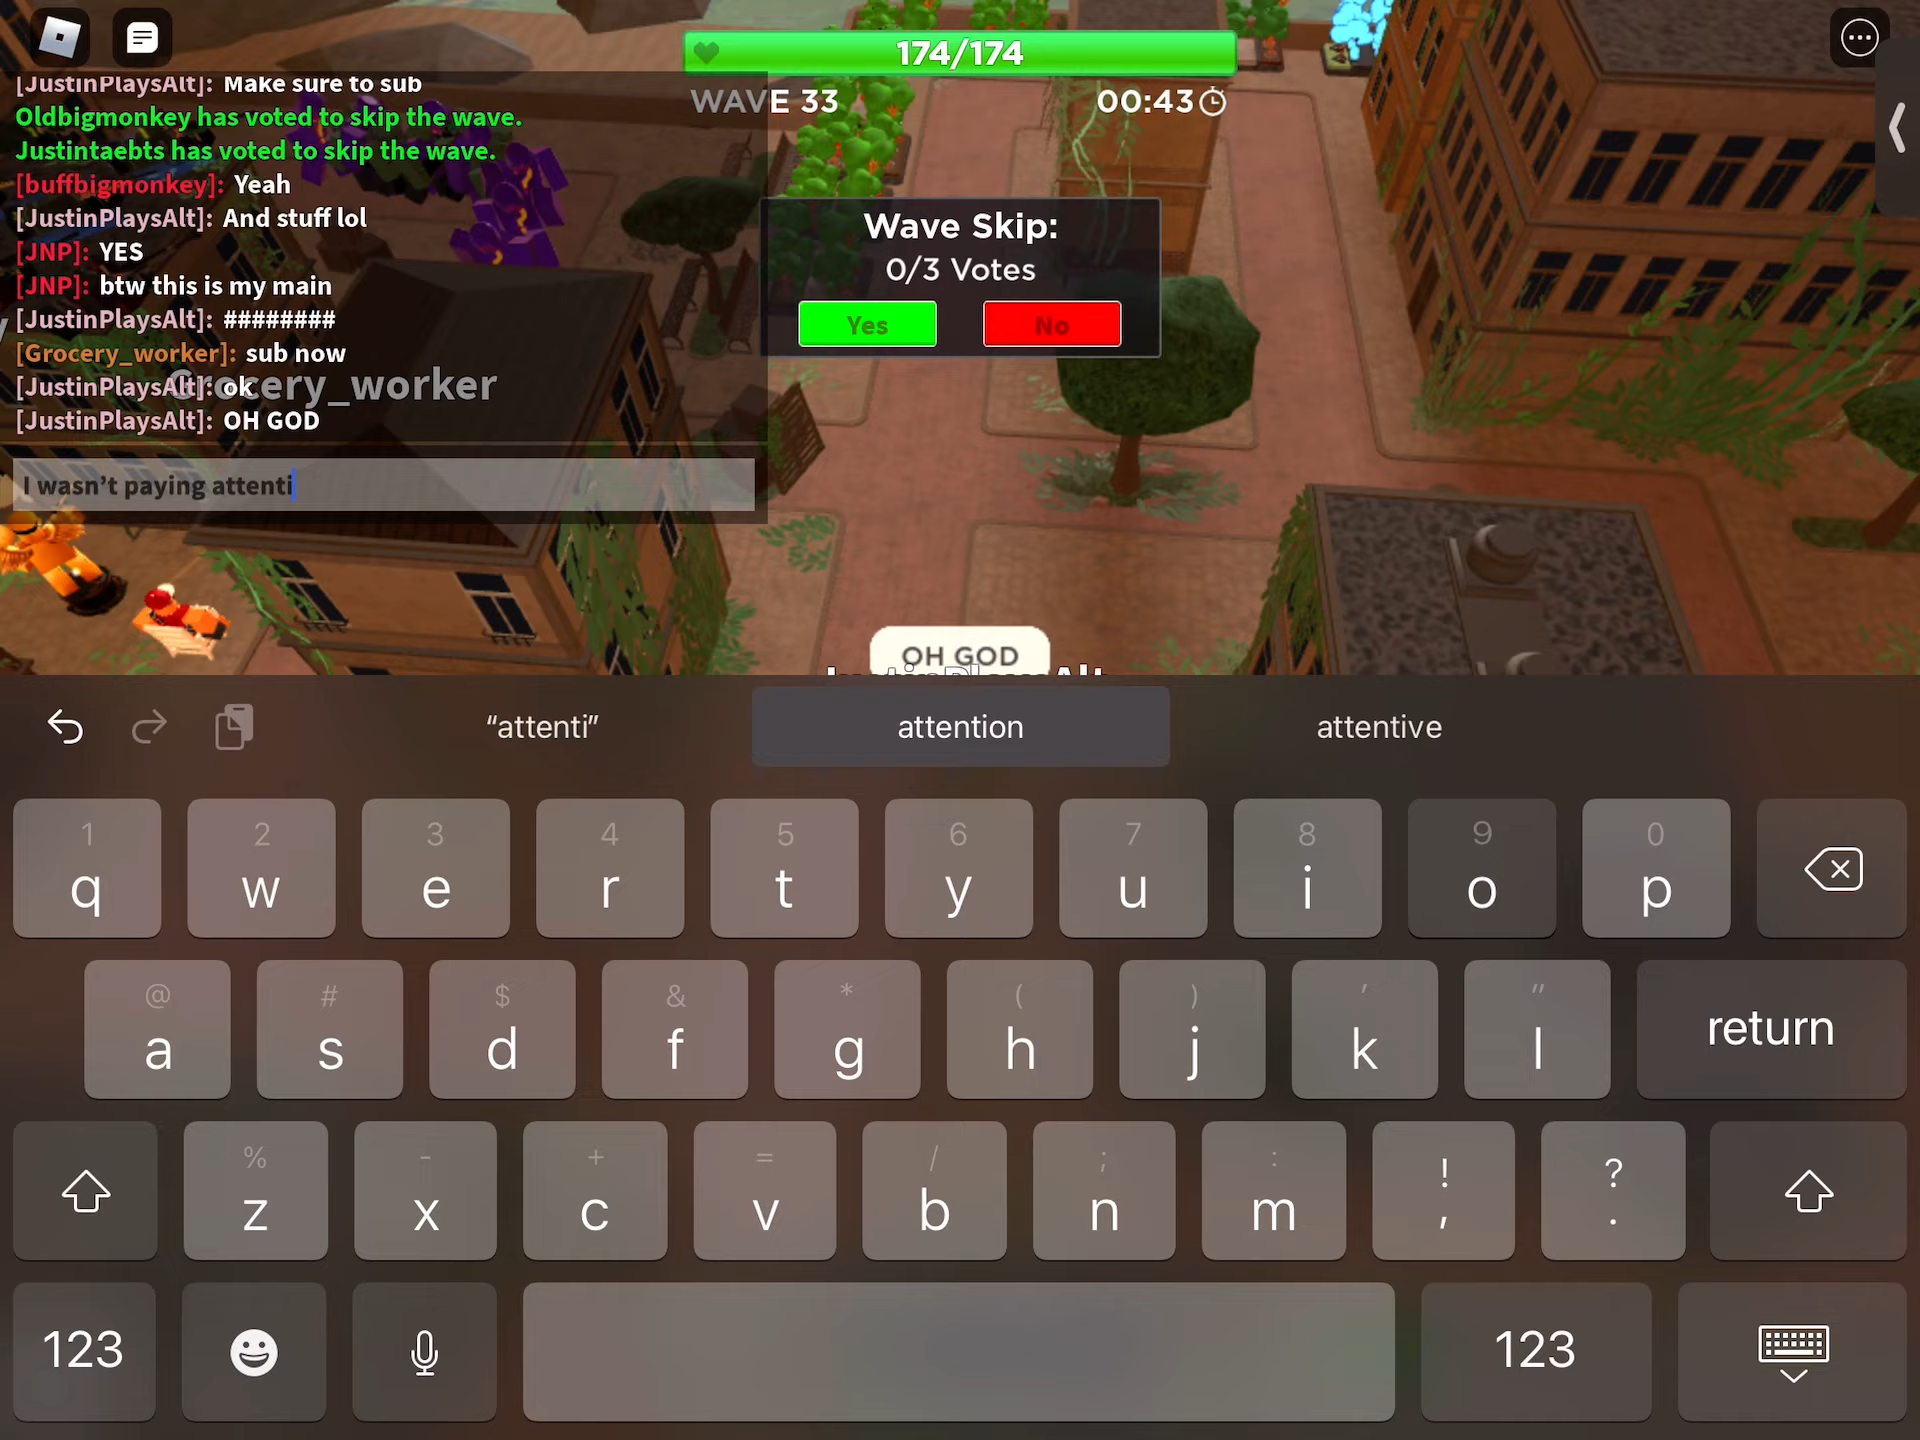 174/174
WAVE 33
00:43
[JustinPlaysAlt]: Make sure to sub
Oldbigmonkey has voted to skip the wave.
Justintaebts has voted to skip the wave.
[buffbigmonkey]: Yeah
[JustinPlaysAlt]: And stuff lol
[JNP]: YES
[JNP]: btw this is my main
[JustinPlaysAlt]: ########
[Grocery_worker]: sub now
[JustinPlaysAlt]: ok
[JustinPlaysAlt]: OH GOD
Grocery_worker
I wasn’t paying attenti
Wave Skip:
0/3 Votes
Yes No
OH GOD
JustinPlaysAlt
“attenti” attention attentive
1 2 3 4 5 6 7 8 9 0
q w e r t y u i o p
@ # $ & * ( ) ’ ”
a s d f g h j k l return
% - + = / ; : ! ?
z x c v b n m , .
123 123